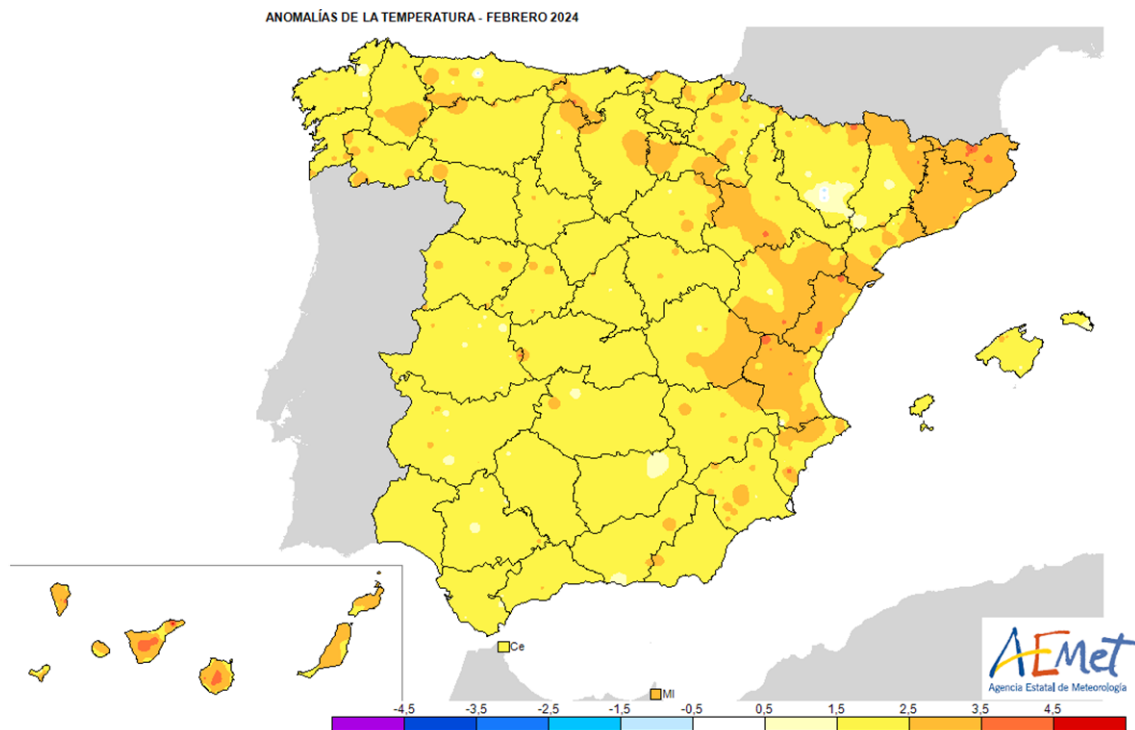 ANOMALÍAS DE LA TEMPERATURA - FEBRERO 2024
Ce
Ml
AEMet
Agencia Estatal de Meteorología
-4,5 -3,5 -2,5 -1,5 -0,5 0,5 1,5 2,5 3,5 4,5